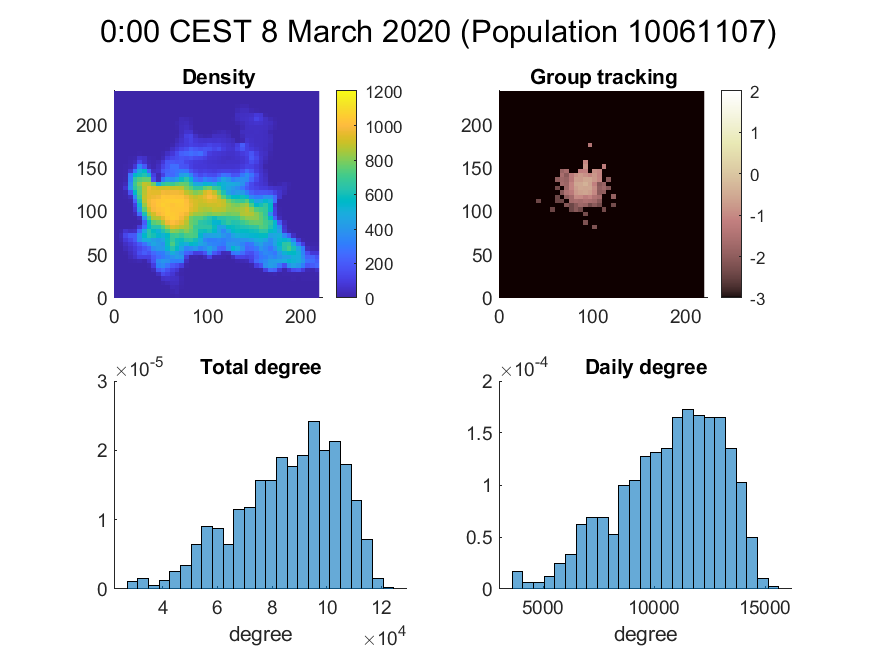 0:00 CEST 8 March 2020 (Population 10061107)
Density
Group tracking
200
150
100
50
0
0 100 200
1200
1000
800
600
400
200
0
200
150
100
50
0
0 100 200
2
1
0
-1
-2
-3
×10⁻⁵ Total degree
3
2
1
0
4 6 8 10 12
degree ×10⁴
×10⁻⁴ Daily degree
2
1.5
1
0.5
0
5000 10000 15000
degree